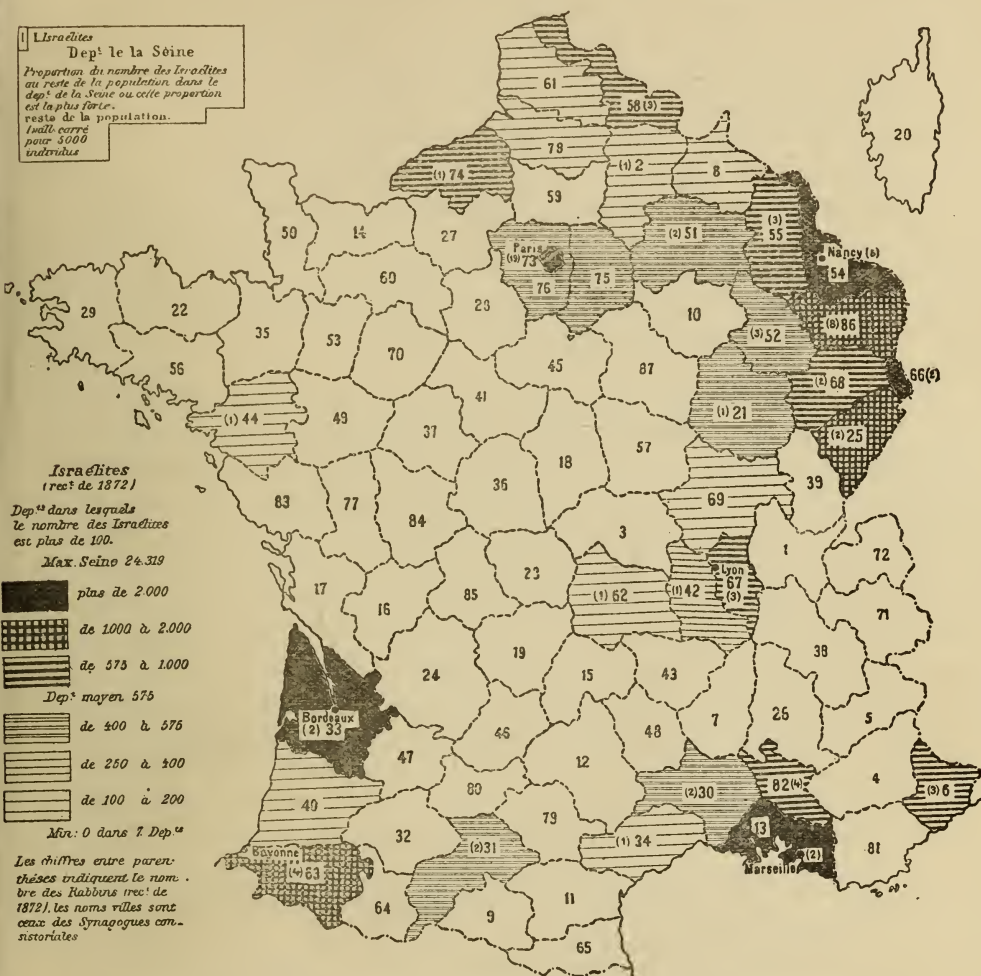 I. Israélites
Depᵗ de la Seine
Proportion du nombre des Israélites
au reste de la population dans le
depᵗ de la Seine ou cette proportion
est la plus forte.
reste de la population.
carré
pour 5000
individus
61
58 (3)
79
(1) 2
8
20
(1) 74
59
(3)
55
50
14
27
(2) 51
Paris
(19) 73
Nancy (5)
54
60
76
75
29
22
28
10
(3) 52
(8) 86
35
53
70
56
45
87
(2) 68
66
41
(1) 44
49
37
(1) 21
(2) 25
18
57
36
69
39
83
77
84
3
1
72
Lyon
67
(3)
17
16
85
23
(1) 62
(1) 42
71
38
24
19
15
43
Bordeaux
(2) 33
7
26
5
46
48
47
12
4
40
80
(2) 30
82 (4)
(3) 6
79
32
(2) 31
(1) 34
13
(2)
Marseille
81
Bayonne
(4) 63
64
9
11
65
Israélites
(recᵗ de 1872)
Dep.ᵗˢ dans lesquels
le nombre des Israélites
est plus de 100.
Max. Seine 24.319
plus de 2.000
de 1.000 à 2.000
de 575 à 1.000
Dep.ᵗ moyen 575
de 400 à 575
de 250 à 400
de 100 à 200
Min: 0 dans 7 Dep.ᵗˢ
Les chiffres entre paren-
thèses indiquent le nom.
bre des Rabbins (recᵗ de
1872), les noms villes sont
ceux des Synagogues con-
sistoriales